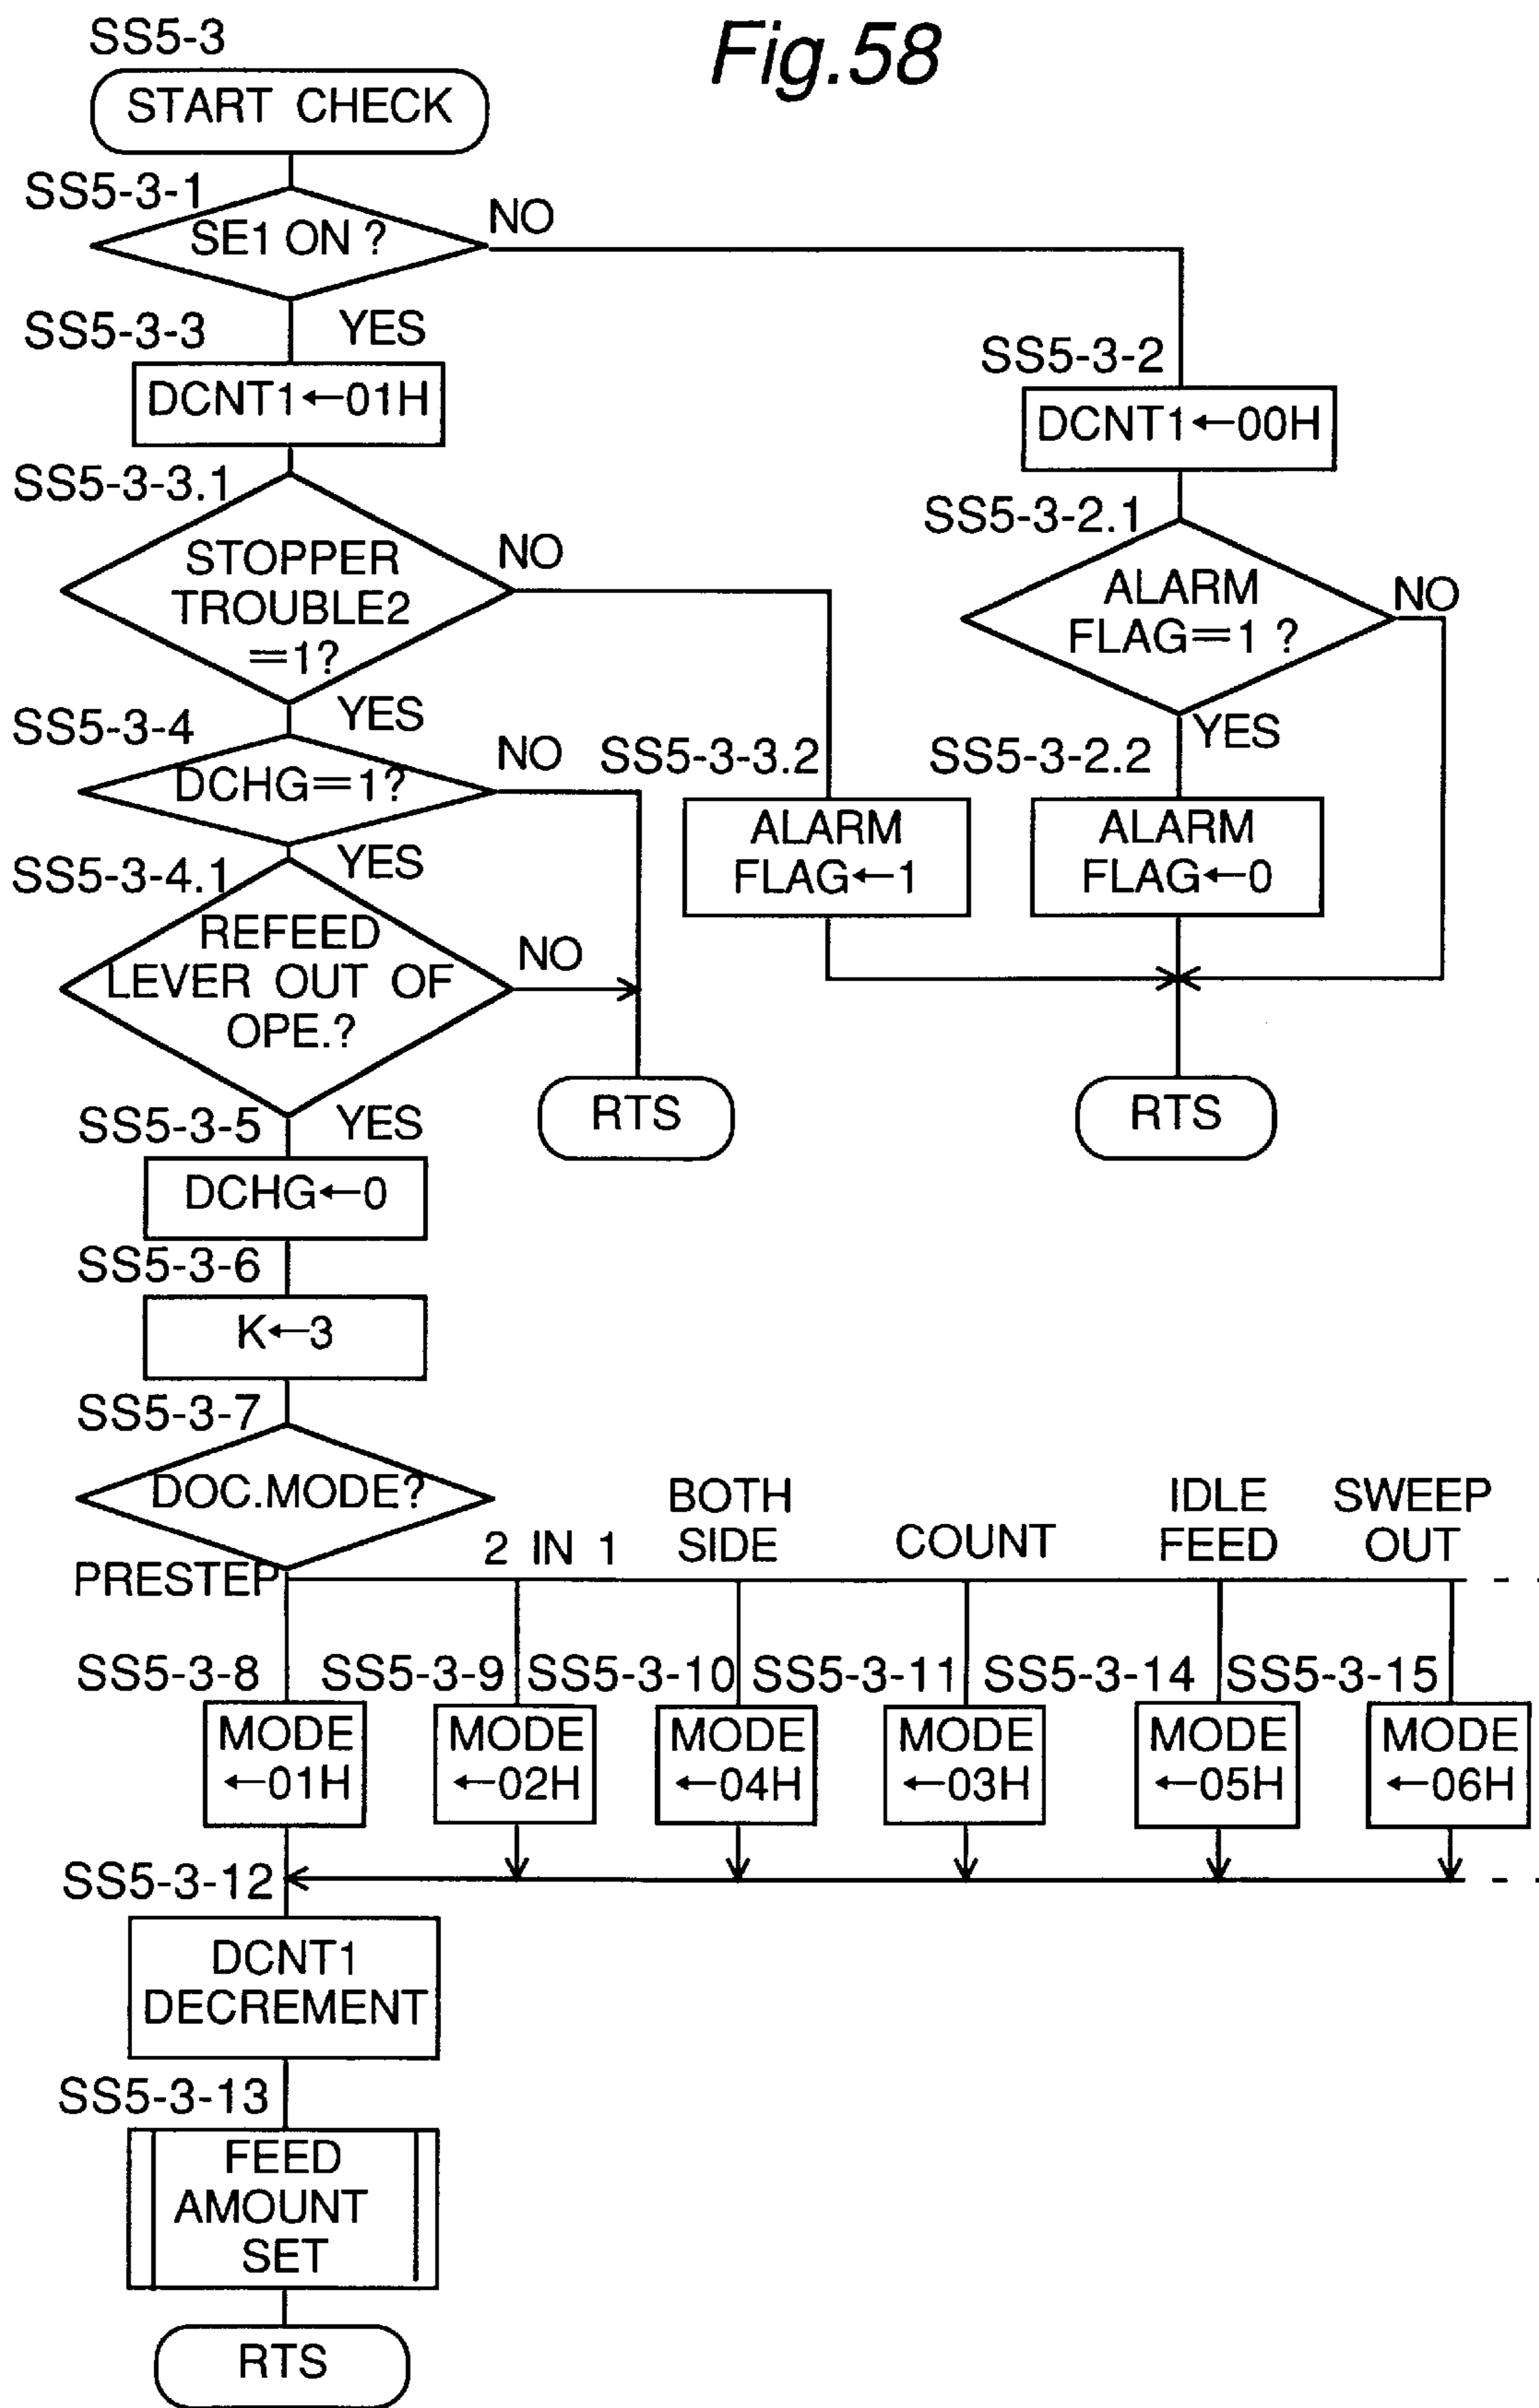 Fig.58
SS5-3
START CHECK
SS5-3-1
SE1 ON ?
NO
SS5-3-3
YES
DCNT1←01H
SS5-3-2
DCNT1←00H
SS5-3-3.1
STOPPER
TROUBLE2
=1?
NO
SS5-3-2.1
ALARM
FLAG=1 ?
NO
YES
SS5-3-4
DCHG=1?
NO
SS5-3-3.2
ALARM
FLAG←1
YES
SS5-3-2.2
ALARM
FLAG←0
YES
SS5-3-4.1
REFEED
LEVER OUT OF
OPE.?
NO
RTS
RTS
YES
SS5-3-5
DCHG←0
SS5-3-6
K←3
SS5-3-7
DOC.MODE?
PRESTEP
2 IN 1
BOTH
SIDE
COUNT
IDLE
FEED
SWEEP
OUT
SS5-3-8
MODE
←01H
SS5-3-9
MODE
←02H
SS5-3-10
MODE
←04H
SS5-3-11
MODE
←03H
SS5-3-14
MODE
←05H
SS5-3-15
MODE
←06H
SS5-3-12
DCNT1
DECREMENT
SS5-3-13
FEED
AMOUNT
SET
RTS